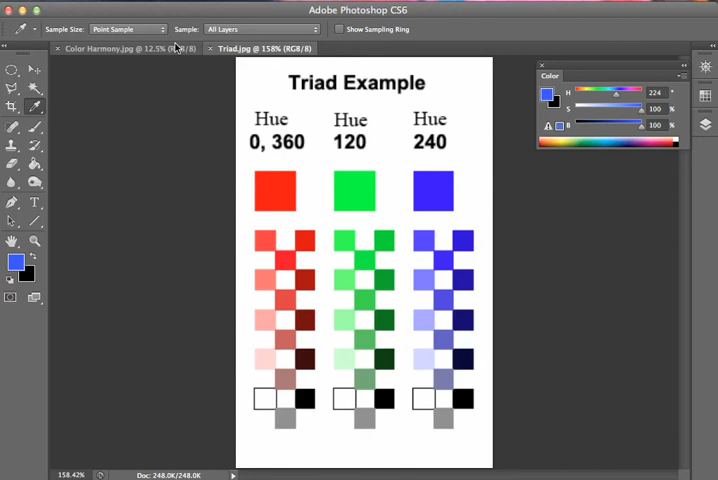 Adobe Photoshop CS6
Sample Size: Point Sample Sample: All Layers Show Sampling Ring
Color Harmony.jpg @ 12.5% (RGB/8) Triad.jpg @ 158% (RGB/8)
Triad Example
Hue Hue Hue
0, 360 120 240
Color
H 224 °
S 100 %
B 100 %
T
158.42% Doc: 248.0K/248.0K